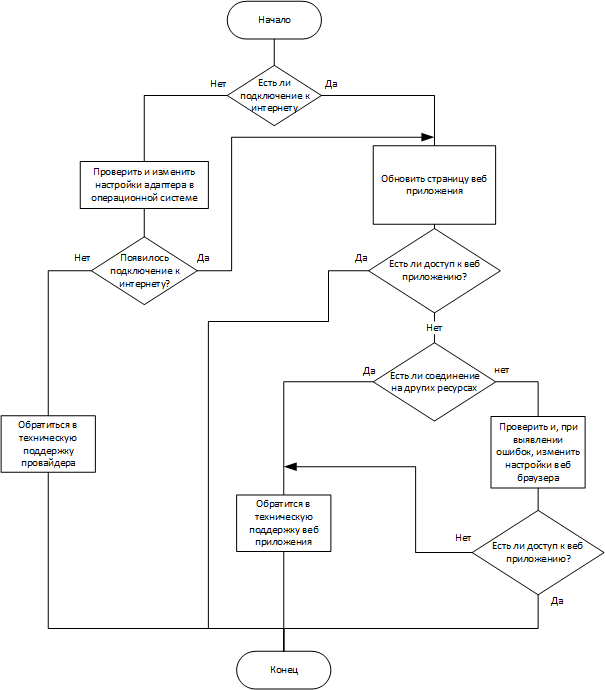 Начало
Нет
Есть ли
подключение к
интернету
Да
Проверить и изменить
настройки адаптера в
операционной системе
Обновить страницу веб
приложения
Нет
Появилось
подключение к
интернету?
Да
Да
Есть ли доступ к веб
приложению?
Нет
Да
Есть ли соединение
на других ресурсах
нет
Обратиться в
техническую
поддержку
провайдера
Проверить и, при
выявлении
ошибок, изменить
настройки веб
браузера
Обратится в
техническую
поддержку веб
приложения
Нет
Есть ли доступ к веб
приложению?
Да
Конец